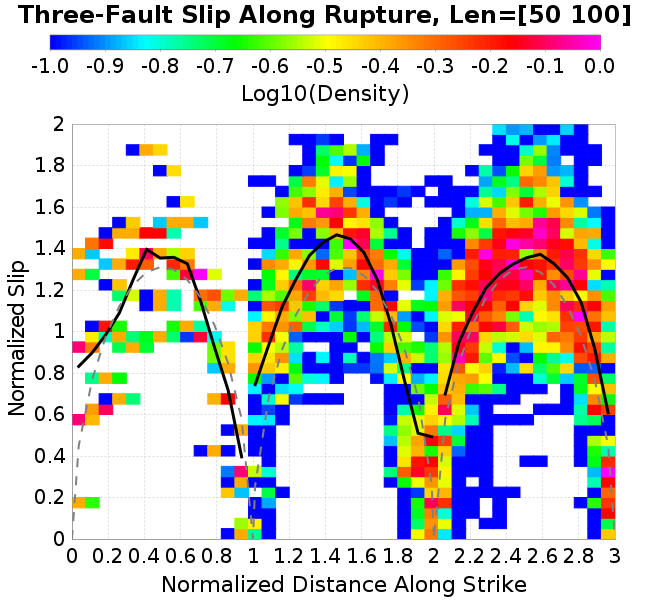 Three-Fault Slip Along Rupture, Len=[50 100]
-1.0 -0.9 -0.8 -0.7 -0.6 -0.5 -0.4 -0.3 -0.2 -0.1 0.0
Log10(Density)
Normalized Slip
2
1.8
1.6
1.4
1.2
1
0.8
0.6
0.4
0.2
0
0 0.2 0.4 0.6 0.8 1 1.2 1.4 1.6 1.8 2 2.2 2.4 2.6 2.8 3
Normalized Distance Along Strike